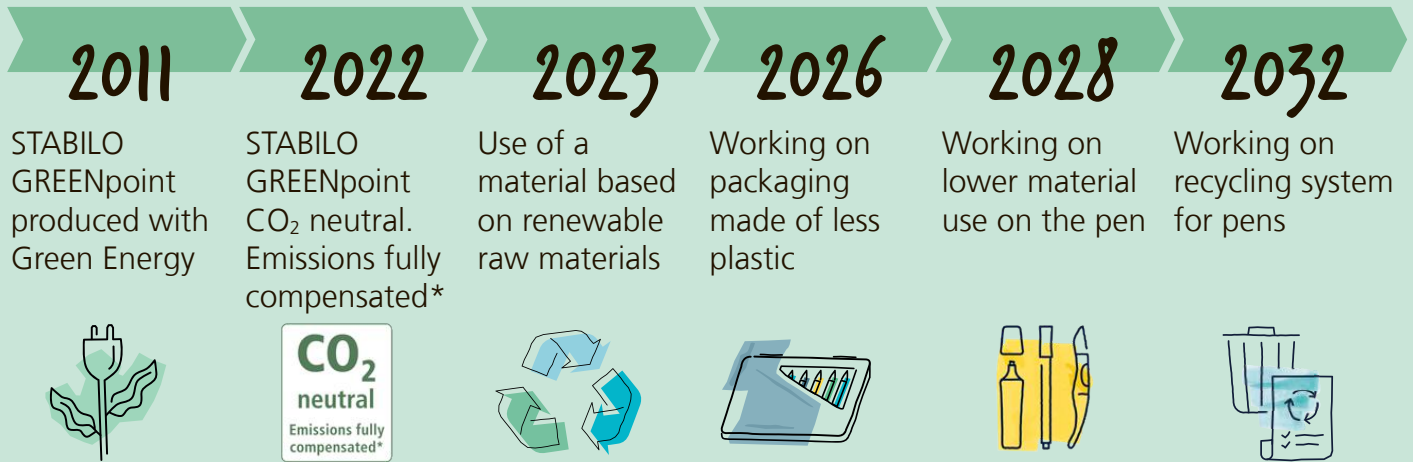 2011
STABILO
GREENpoint
produced with
Green Energy
2022
STABILO
GREENpoint
CO₂ neutral.
Emissions fully
compensated*
CO₂
neutral
Emissions fully
compensated*
2023
Use of a
material based
on renewable
raw materials
2026
Working on
packaging
made of less
plastic
2028
Working on
lower material
use on the pen
2032
Working on
recycling system
for pens